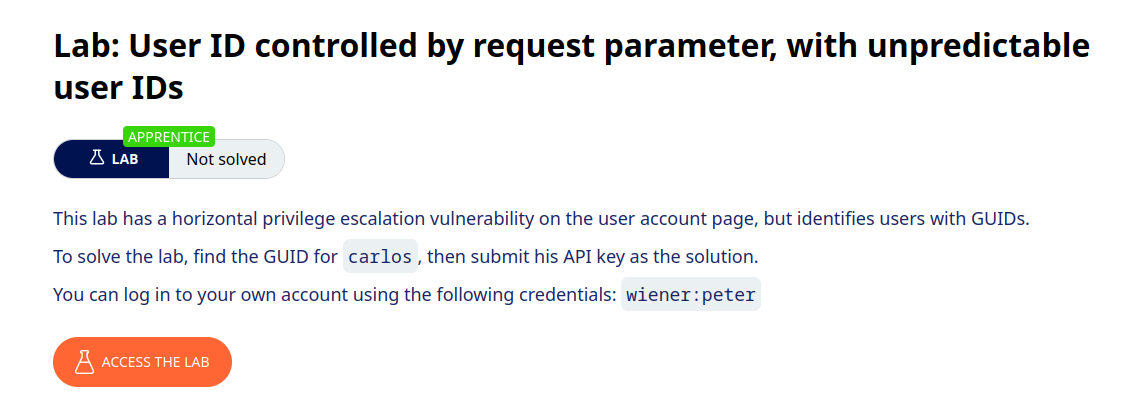 Lab: User ID controlled by request parameter, with unpredictable
user IDs
APPRENTICE
LAB Not solved
This lab has a horizontal privilege escalation vulnerability on the user account page, but identifies users with GUIDs.
To solve the lab, find the GUID for carlos, then submit his API key as the solution.
You can log in to your own account using the following credentials: wiener:peter
ACCESS THE LAB